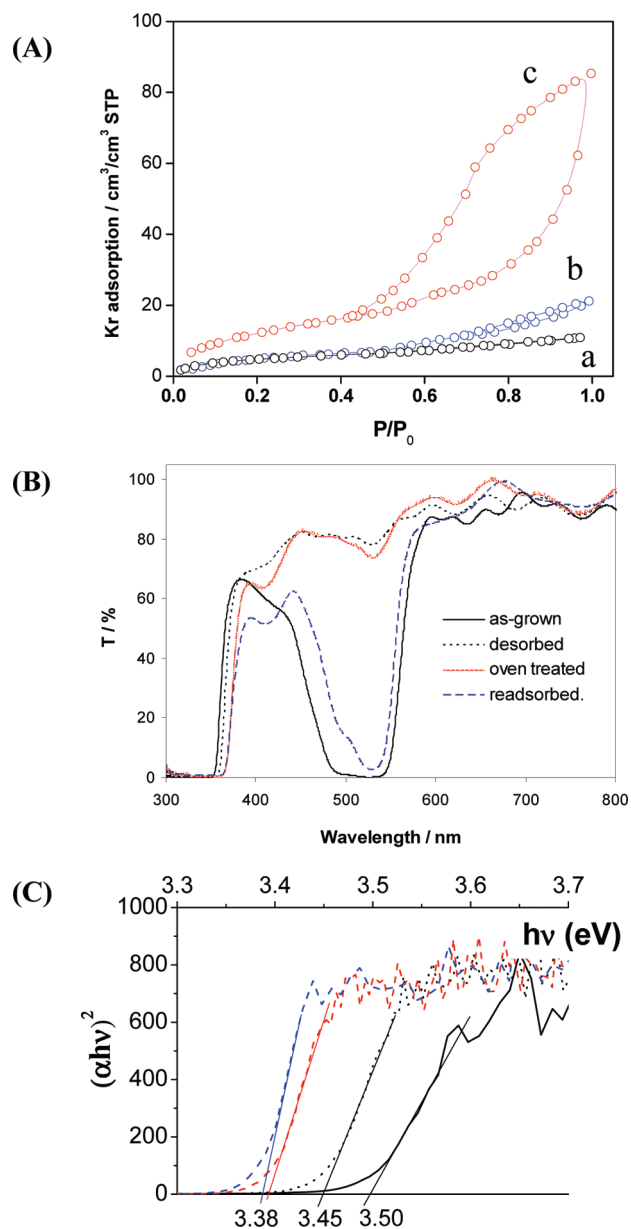 (A)
Kr adsorption / cm³/cm³ STP
100
80
60
40
20
0
c
b
a
0.0 0.2 0.4 0.6 0.8 1.0
P/P₀
(B)
T / %
100
80
60
40
20
0
as-grown
desorbed
oven treated
readsorbed.
300 400 500 600 700 800
Wavelength / nm
(C)
3.3 3.4 3.5 3.6 3.7
hν (eV)
(αhν)²
1000
800
600
400
200
0
3.38 3.45 3.50